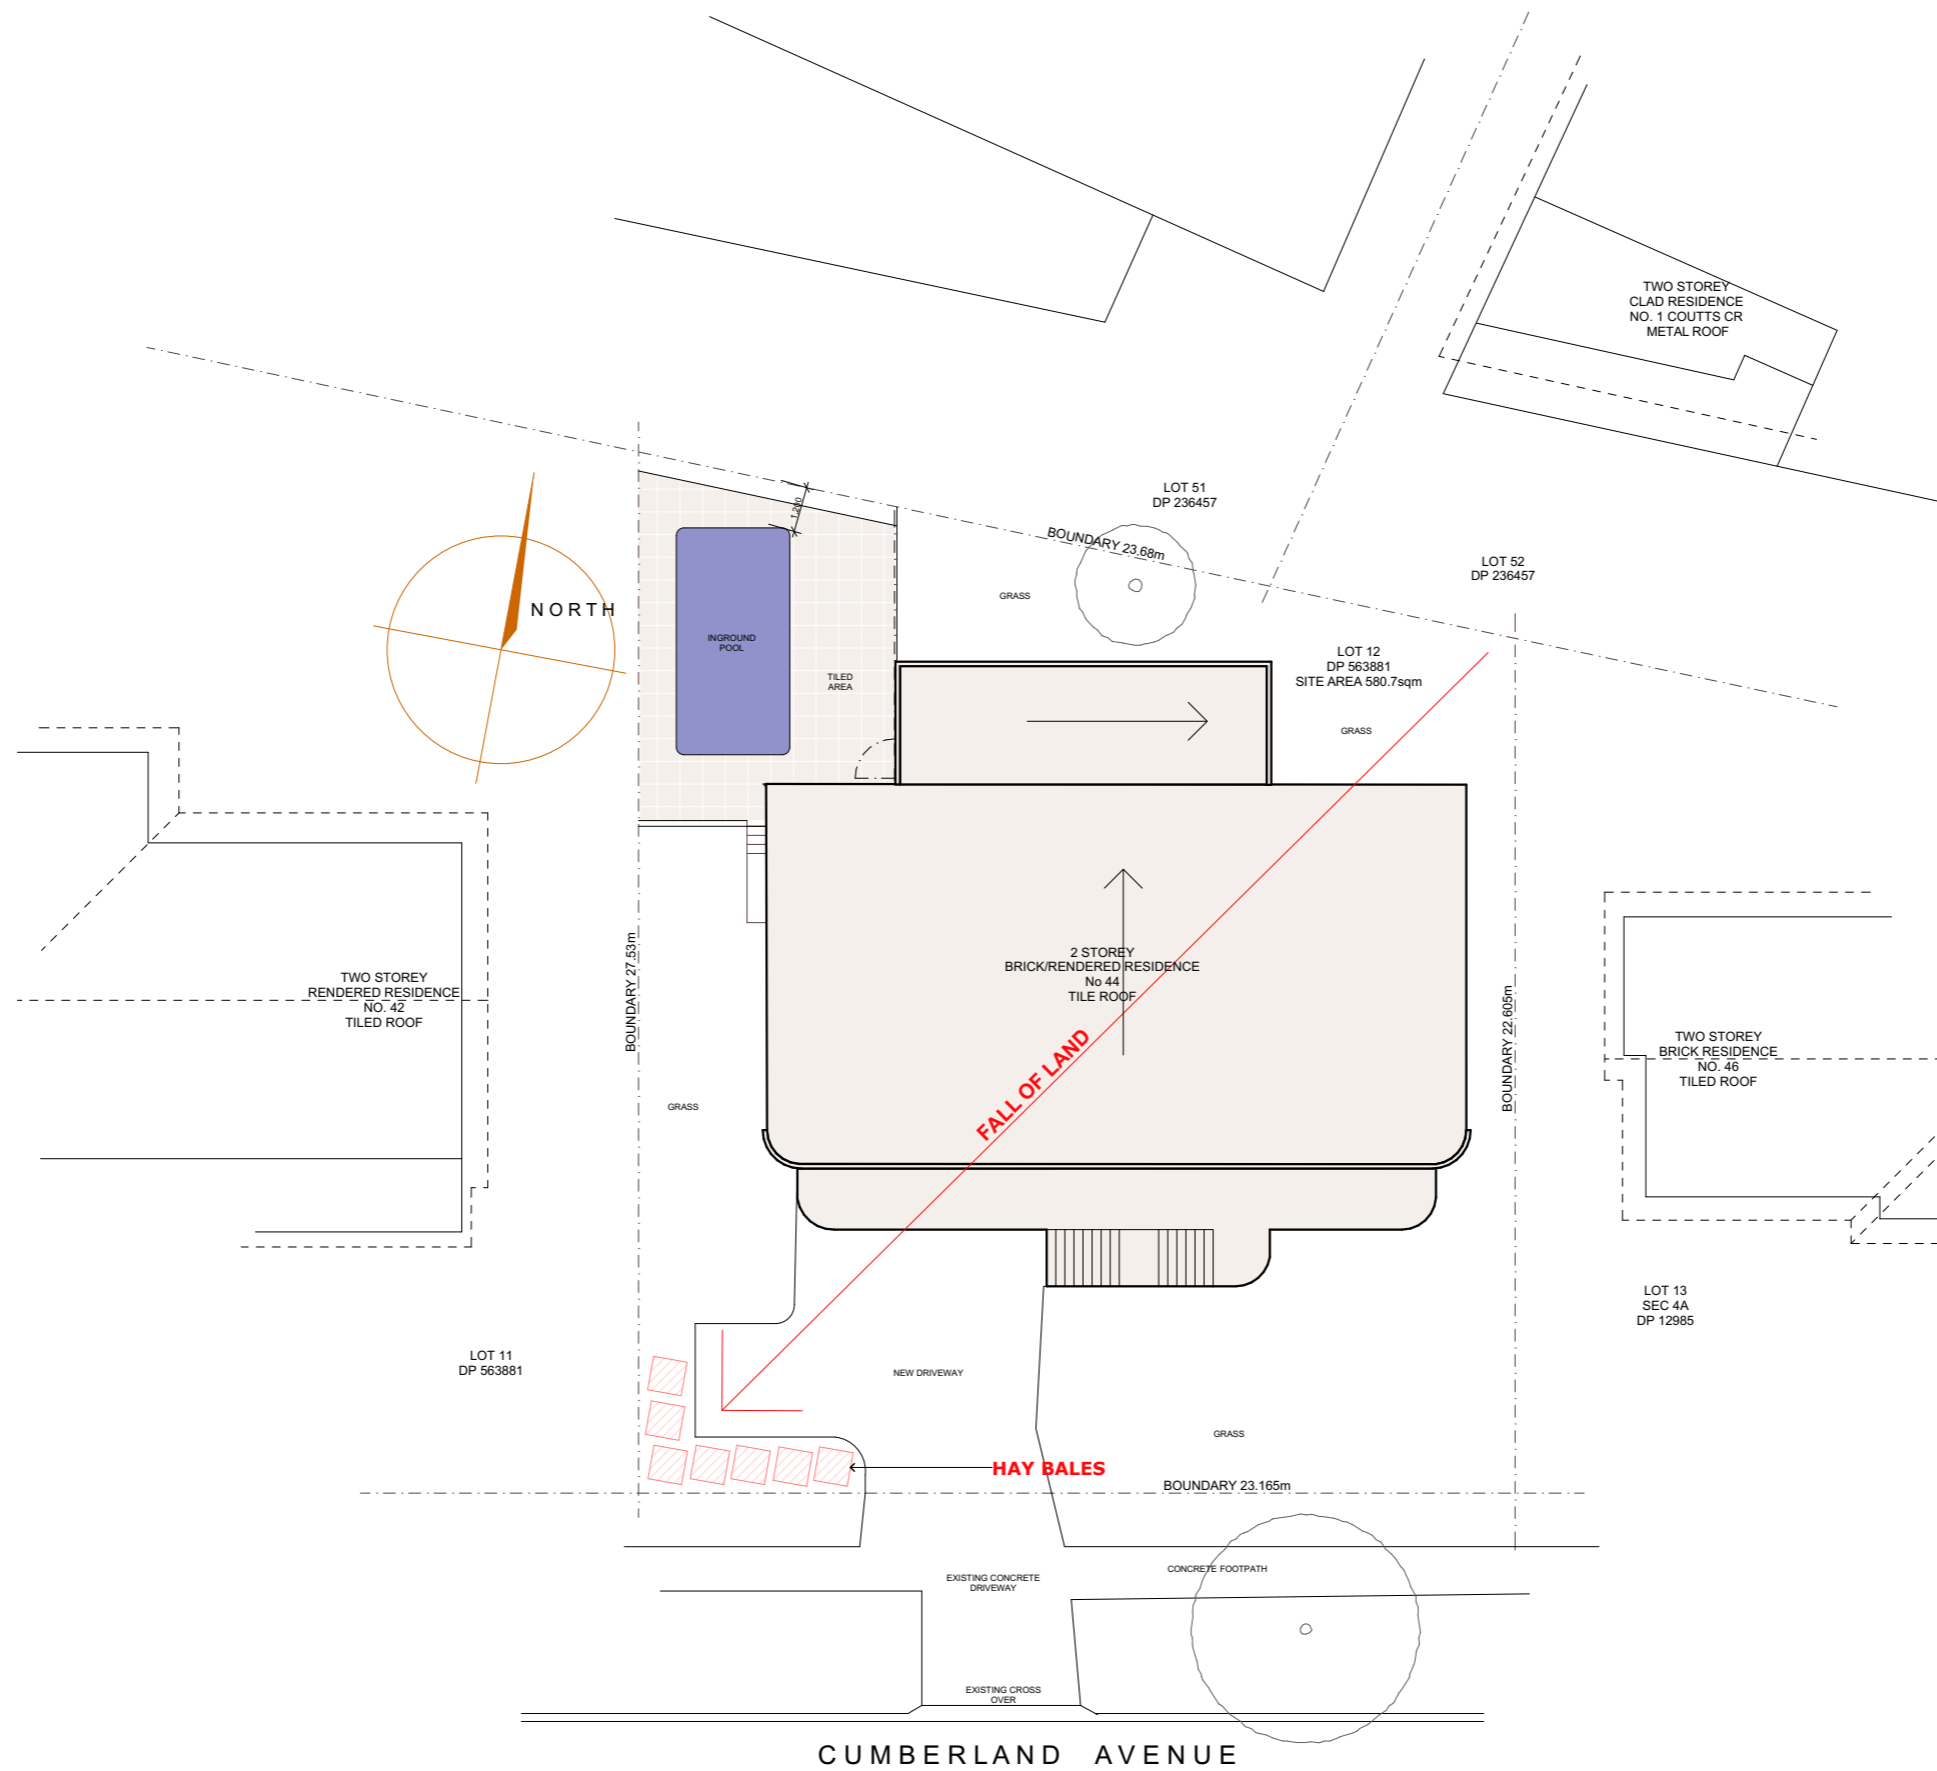 TWO STOREY
CLAD RESIDENCE
NO. 1 COUTTS CR
METAL ROOF
LOT 51
DP 236457
1,200
BOUNDARY 23.68m
LOT 52
DP 236457
NORTH
GRASS
INGROUND
POOL
TILED
AREA
LOT 12
DP 563881
SITE AREA 580.7sqm
GRASS
2 STOREY
BRICK/RENDERED RESIDENCE
No 44
TILE ROOF
TWO STOREY
RENDERED RESIDENCE
NO. 42
TILED ROOF
BOUNDARY 27.53m
BOUNDARY 22.605m
TWO STOREY
BRICK RESIDENCE
NO. 46
TILED ROOF
FALL OF LAND
GRASS
LOT 13
SEC 4A
DP 12985
LOT 11
DP 563881
NEW DRIVEWAY
GRASS
HAY BALES
BOUNDARY 23.165m
CONCRETE FOOTPATH
EXISTING CONCRETE
DRIVEWAY
EXISTING CROSS
OVER
CUMBERLAND AVENUE